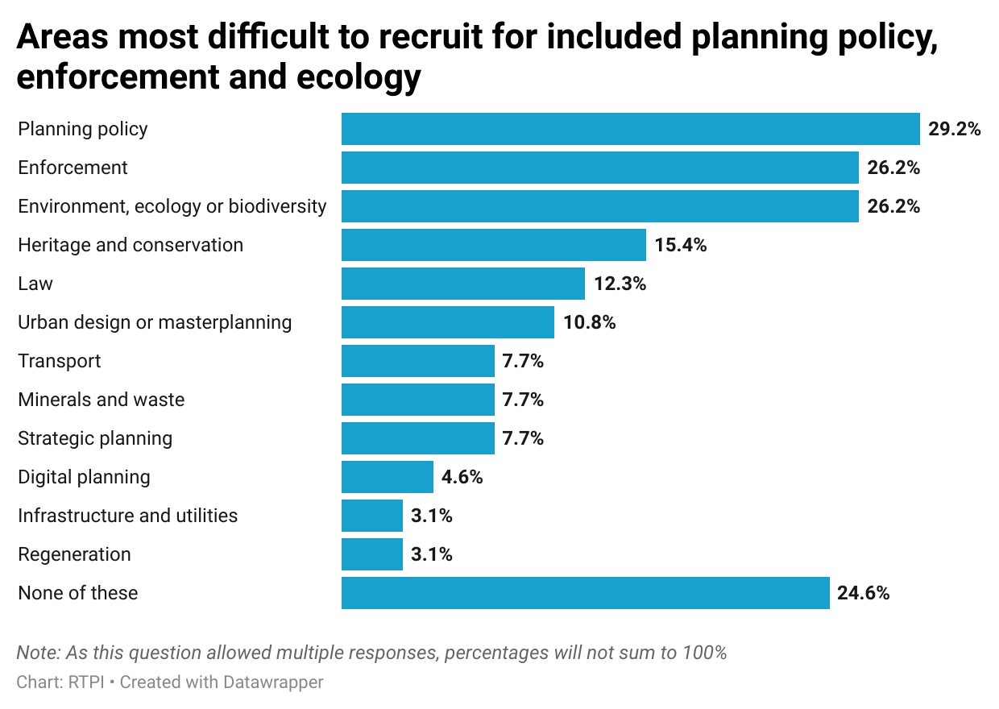 Areas most difficult to recruit for included planning policy,
enforcement and ecology
Planning policy 29.2%
Enforcement 26.2%
Environment, ecology or biodiversity 26.2%
Heritage and conservation 15.4%
Law 12.3%
Urban design or masterplanning 10.8%
Transport 7.7%
Minerals and waste 7.7%
Strategic planning 7.7%
Digital planning 4.6%
Infrastructure and utilities 3.1%
Regeneration 3.1%
None of these 24.6%
Note: As this question allowed multiple responses, percentages will not sum to 100%
Chart: RTPI • Created with Datawrapper